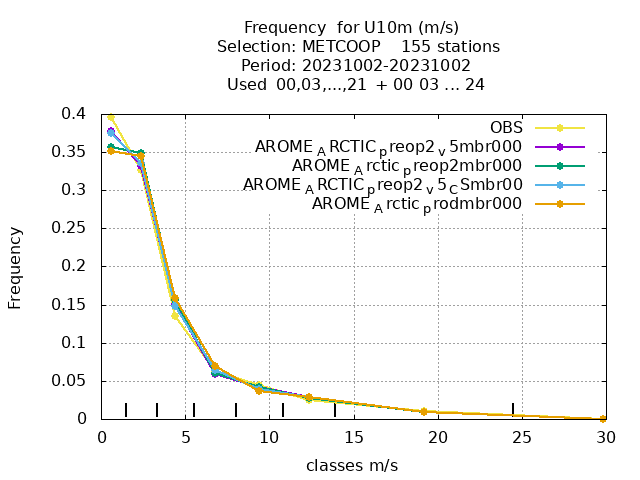 Frequency for U10m (m/s)
Selection: METCOOP 155 stations
Period: 20231002-20231002
Used 00,03,...,21 + 00 03 ... 24
OBS
AROME_ARCTIC_preop2_v5mbr000
AROME_Arctic_preop2mbr000
AROME_ARCTIC_preop2_v5_CSmbr00
AROME_Arctic_prodmbr000
0.4
0.35
0.3
0.25
0.2
0.15
0.1
0.05
0
Frequency
0 5 10 15 20 25 30
classes m/s